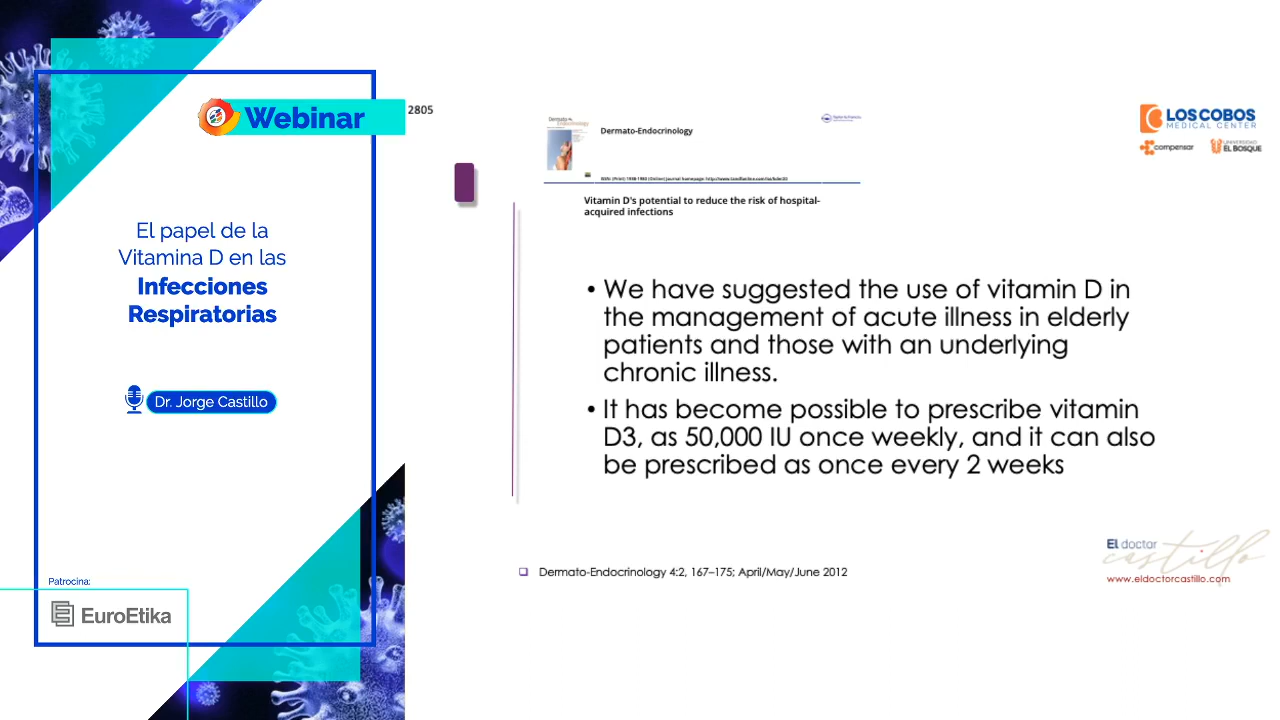 Webinar
El papel de la
Vitamina D en las
Infecciones
Respiratorias
Dr. Jorge Castillo
Patrocina:
EuroEtika
2805
Dermato-Endocrinology
Vitamin D's potential to reduce the risk of hospital-
acquired infections
• We have suggested the use of vitamin D in
the management of acute illness in elderly
patients and those with an underlying
chronic illness.
• It has become possible to prescribe vitamin
D3, as 50,000 IU once weekly, and it can also
be prescribed as once every 2 weeks
Dermato-Endocrinology 4:2, 167–175; April/May/June 2012
LOS COBOS
MEDICAL CENTER
compensar
UNIVERSIDAD
EL BOSQUE
El doctor
castillo
www.eldoctorcastillo.com